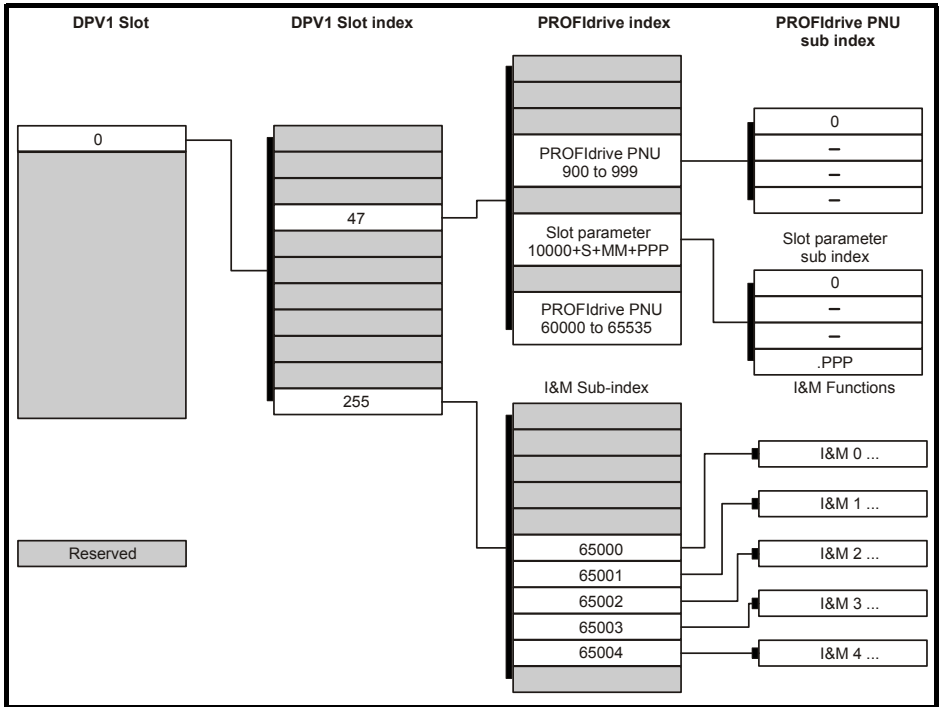 DPV1 Slot
DPV1 Slot index
PROFIdrive index
PROFIdrive PNU
sub index
0
47
255
PROFIdrive PNU
900 to 999
Slot parameter
10000+S+MM+PPP
PROFIdrive PNU
60000 to 65535
0
–
–
–
Slot parameter
sub index
0
–
–
.PPP
I&M Sub-index
I&M Functions
65000
65001
65002
65003
65004
I&M 0 ...
I&M 1 ...
I&M 2 ...
I&M 3 ...
I&M 4 ...
Reserved